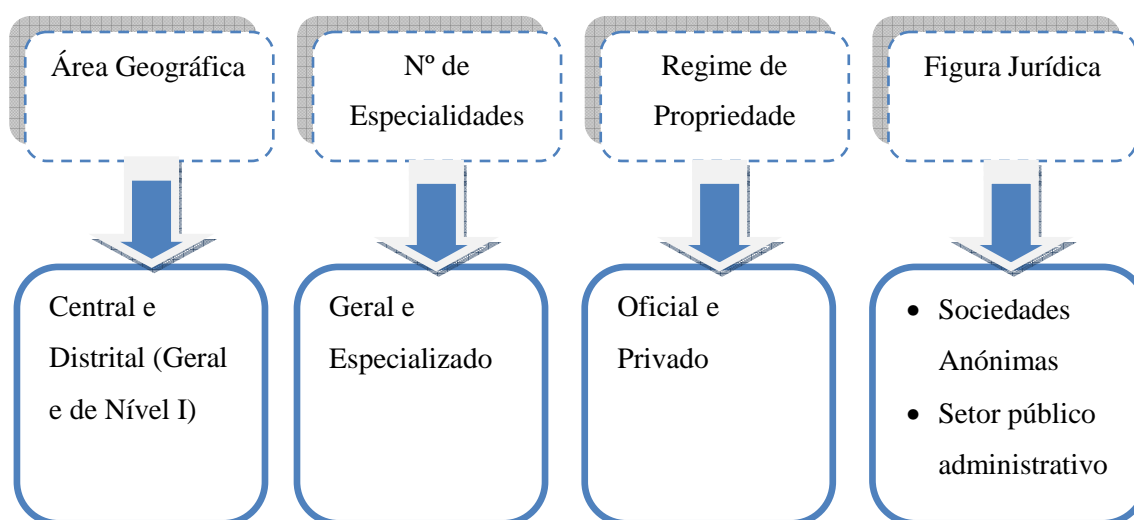 Área Geográfica
Nº de
Especialidades
Regime de
Propriedade
Figura Jurídica
Central e
Distrital (Geral
e de Nível I)
Geral e
Especializado
Oficial e
Privado
• Sociedades
Anónimas
• Setor público
administrativo